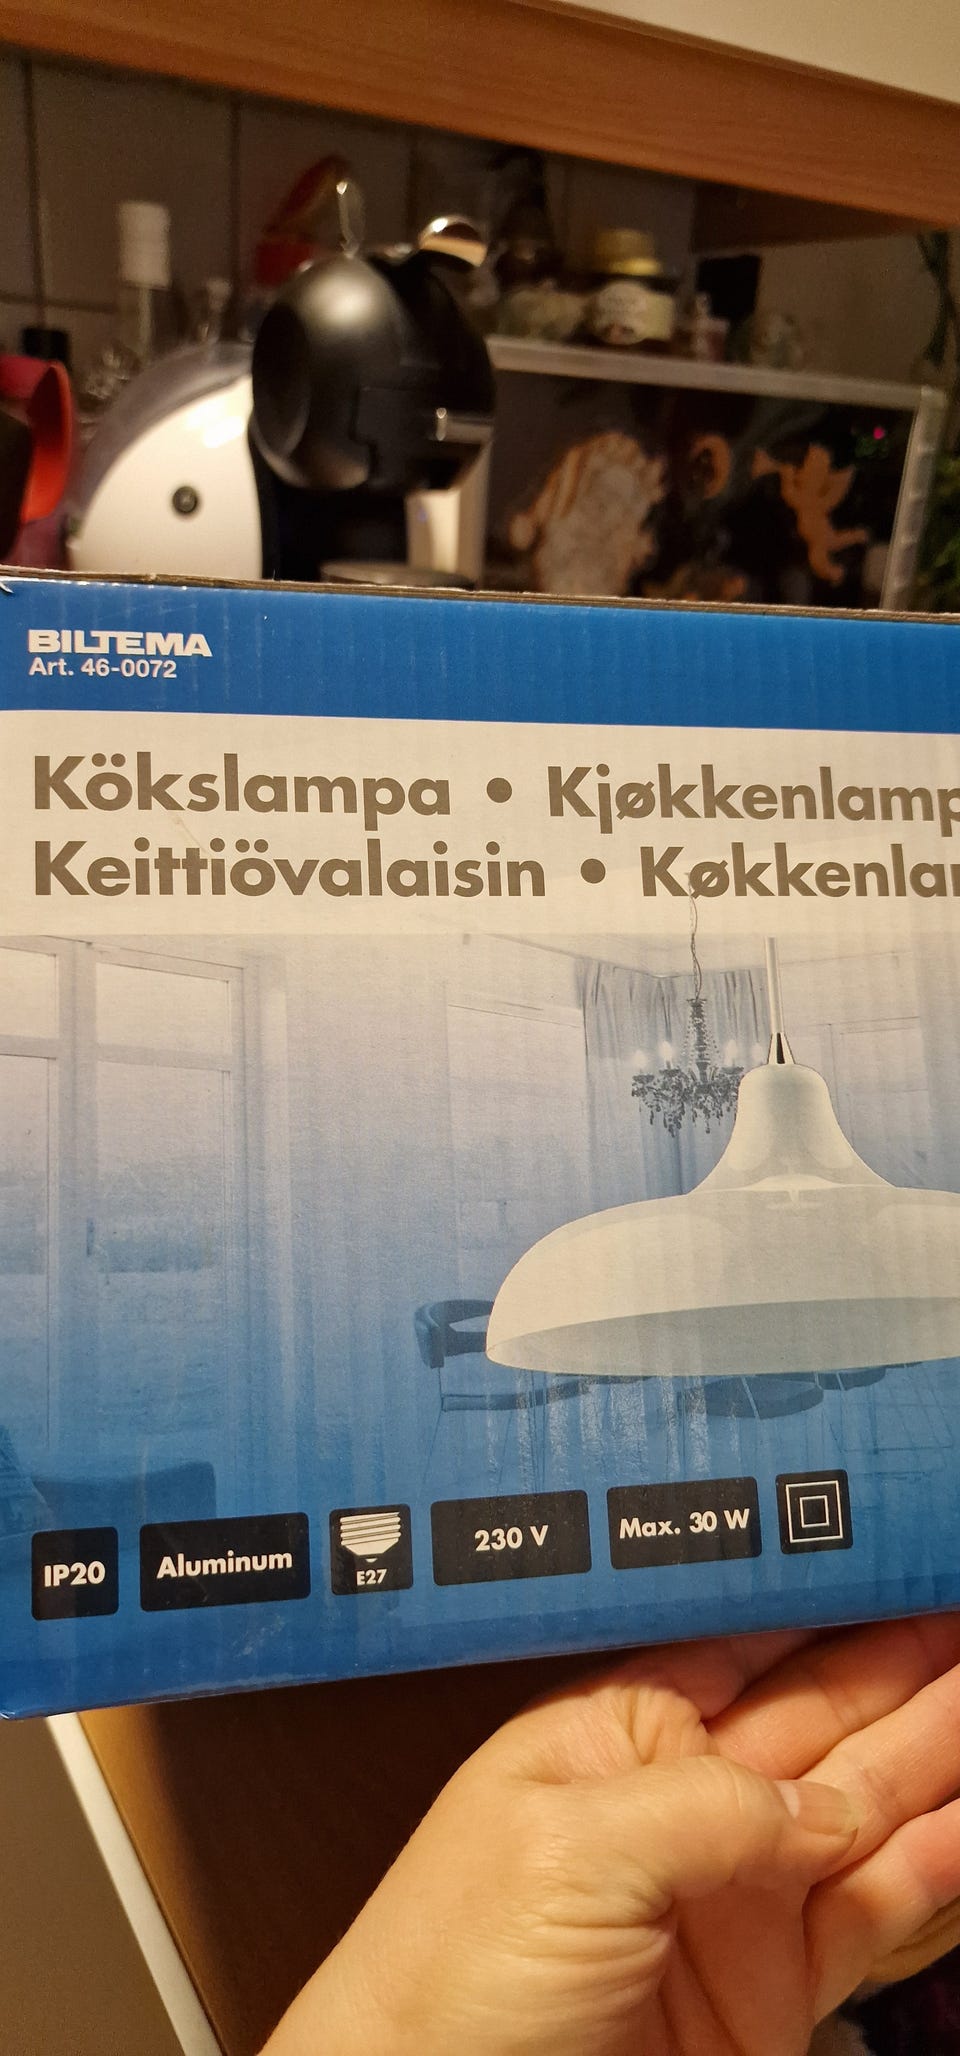 BILTEMA
Art. 46-0072
Kökslampa • Kjøkkenlamp
Keittiövalaisin • Køkkenlar
IP20
Aluminum
E27
230 V
Max. 30 W